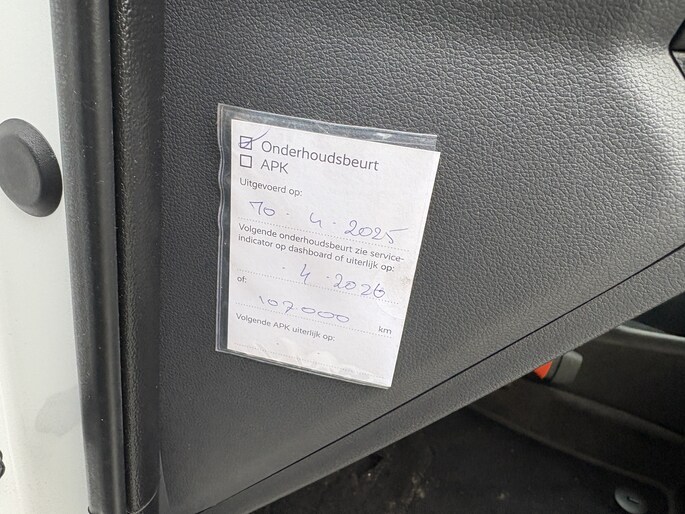 Onderhoudsbeurt
APK
Uitgevoerd op:
10 . 4 . 2025
Volgende onderhoudsbeurt zie service-
indicator op dashboard of uiterlijk op:
. 4 . 2026
of:
107.000 km
Volgende APK uiterlijk op: